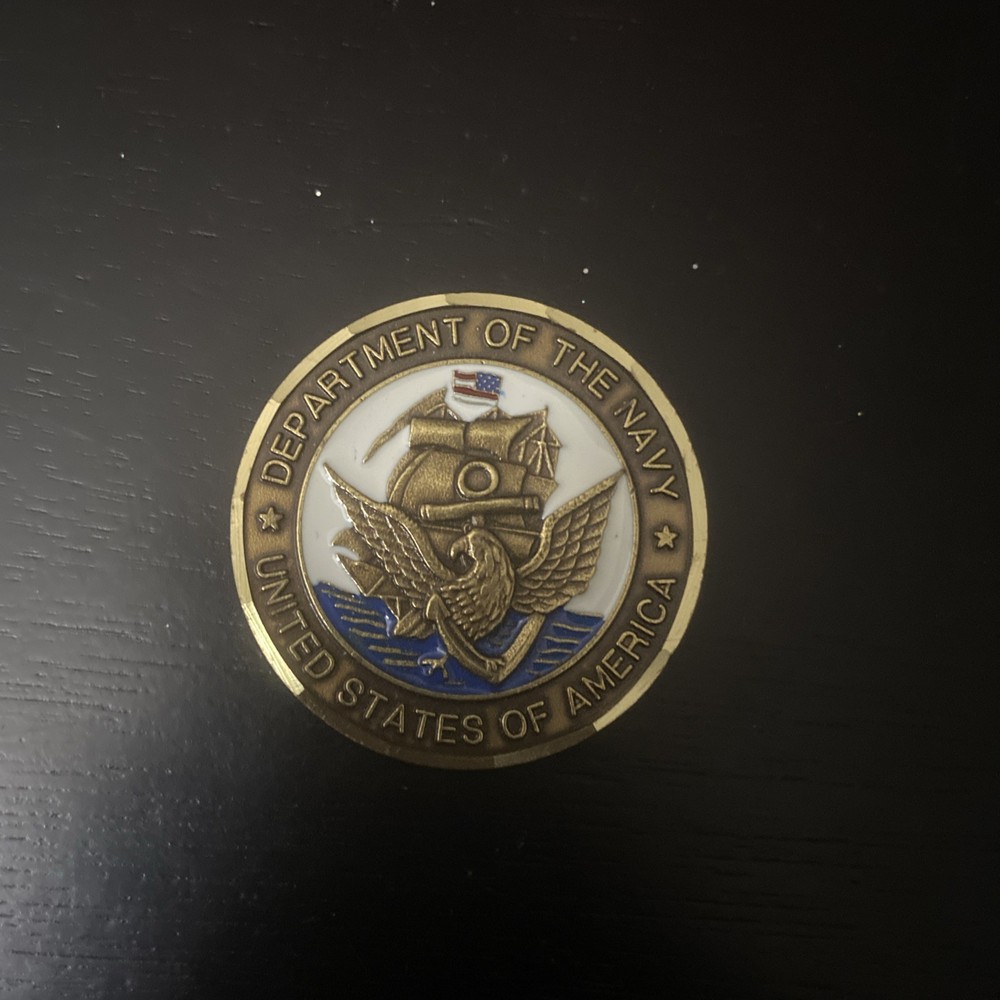 DEPARTMENT OF THE NAVY
UNITED STATES OF AMERICA